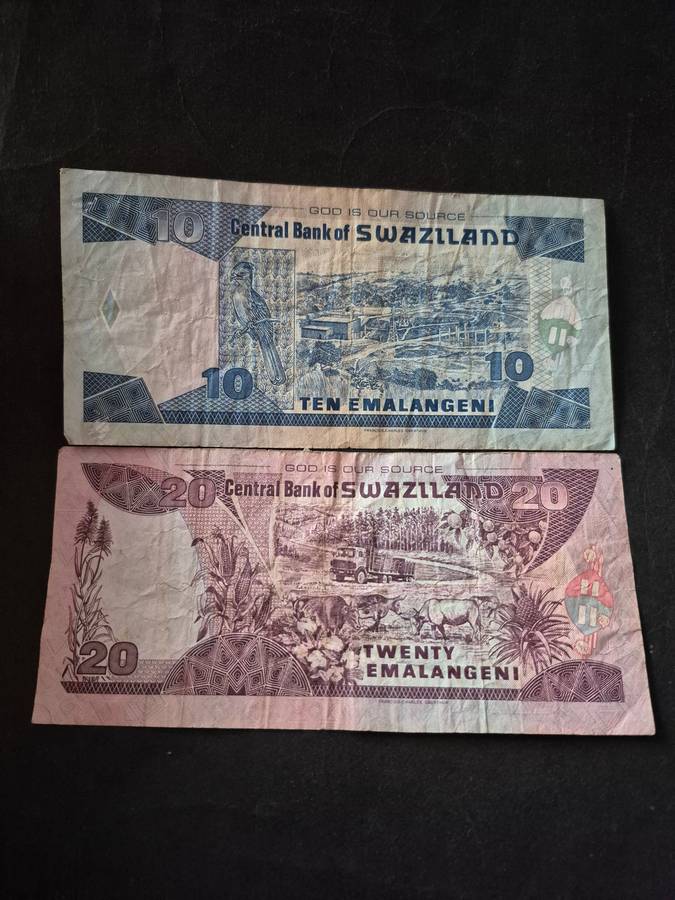 GOD IS OUR SOURCE
10
Central Bank of SWAZILAND
10
10
TEN EMALANGENI
GOD IS OUR SOURCE
20
Central Bank of SWAZILAND
20
20
TWENTY
EMALANGENI